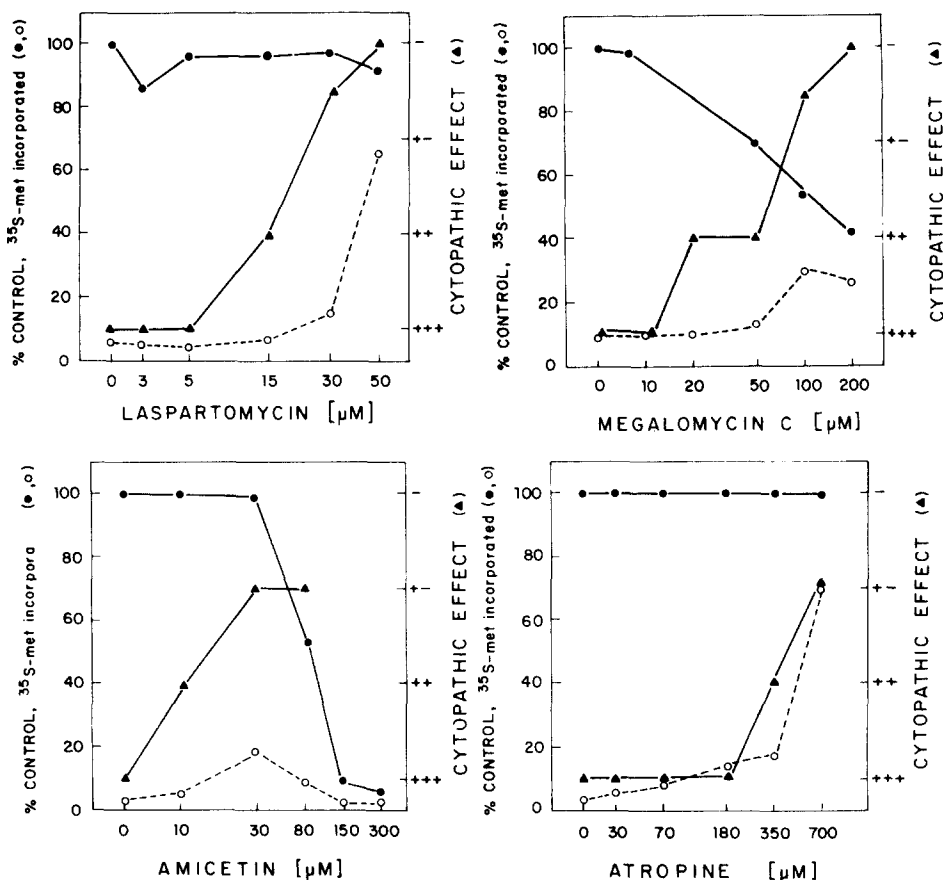 % CONTROL, ³⁵S-met incorporated (●,○)
100
80
60
40
20
0
-
+-
++
+++
CYTOPATHIC EFFECT (▲)
0 3 5 15 30 50
LASPARTOMYCIN [µM]
% CONTROL, ³⁵S-met incorporated (●,○)
100
80
60
40
20
0
-
+-
++
+++
CYTOPATHIC EFFECT (▲)
0 10 20 50 100 200
MEGALOMYCIN C [µM]
% CONTROL, ³⁵S-met incorpora (●,○)
100
80
60
40
20
0
-
+-
++
+++
CYTOPATHIC EFFECT (▲)
0 10 30 80 150 300
AMICETIN [µM]
% CONTROL, ³⁵S-met incorporated (●,○)
100
80
60
40
20
0
-
+-
++
+++
CYTOPATHIC EFFECT (▲)
0 30 70 180 350 700
ATROPINE [µM]